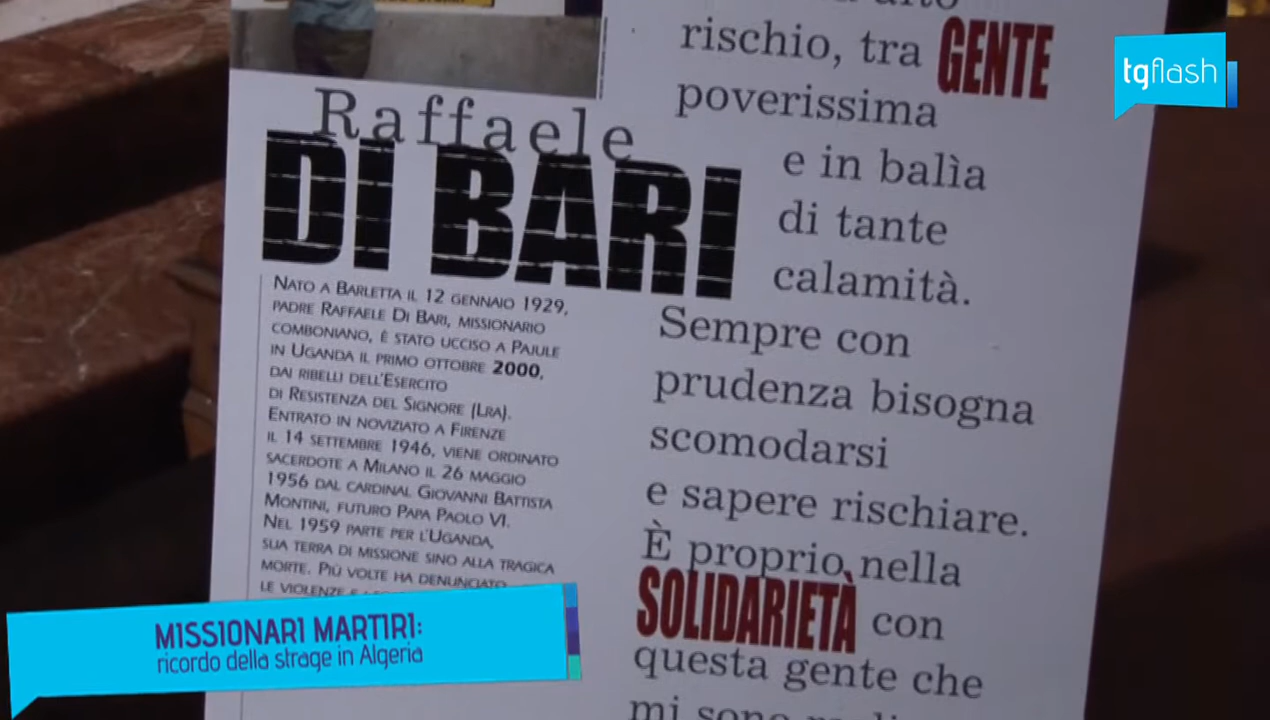 Raffaele
DI BARI
NATO A BARLETTA IL 12 GENNAIO 1929,
PADRE RAFFAELE DI BARI, MISSIONARIO
COMBONIANO, È STATO UCCISO A PAJULE
IN UGANDA IL PRIMO OTTOBRE 2000,
DAI RIBELLI DELL'ESERCITO
DI RESISTENZA DEL SIGNORE (LRA).
ENTRATO IN NOVIZIATO A FIRENZE
IL 14 SETTEMBRE 1946, VIENE ORDINATO
SACERDOTE A MILANO IL 26 MAGGIO
1956 DAL CARDINAL GIOVANNI BATTISTA
MONTINI, FUTURO PAPA PAOLO VI.
NEL 1959 PARTE PER L'UGANDA,
SUA TERRA DI MISSIONE SINO ALLA TRAGICA
MORTE. PIÙ VOLTE HA DENUNCIATO
LE VIOLENZE E
rischio, tra GENTE
poverissima
e in balìa
di tante
calamità.
Sempre con
prudenza bisogna
scomodarsi
e sapere rischiare.
È proprio nella
SOLIDARIETÀ con
questa gente che
mi sono
tgflash
MISSIONARI MARTIRI:
ricordo della strage in Algeria